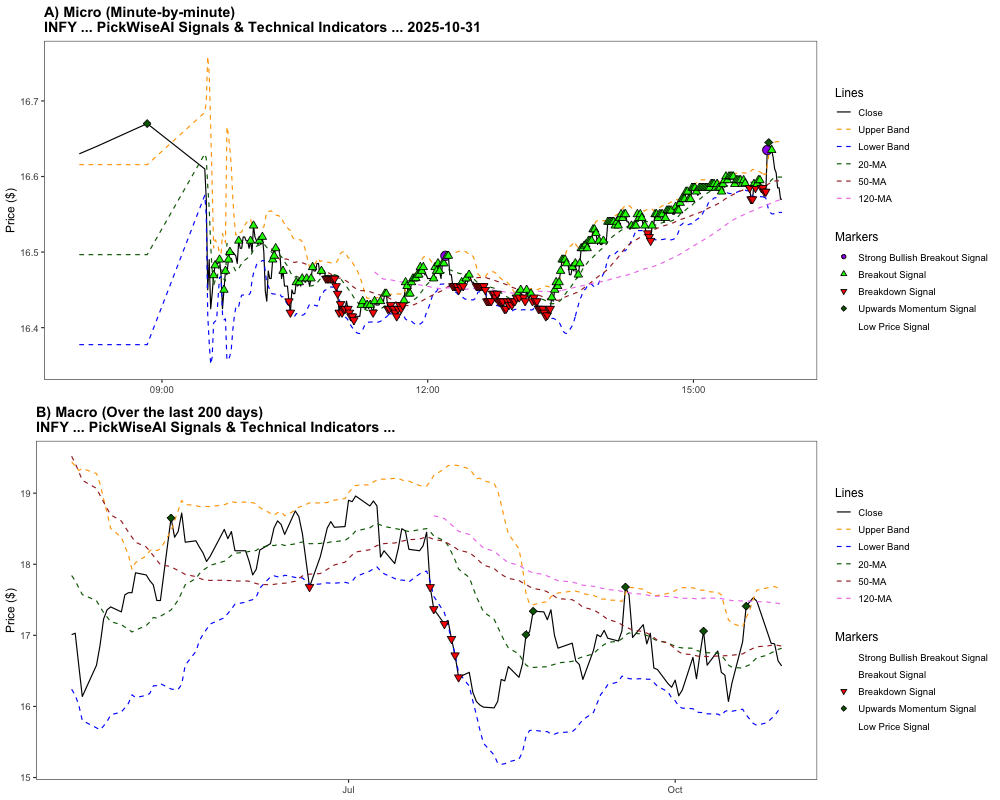 A) Micro (Minute-by-minute)
INFY ... PickWiseAI Signals & Technical Indicators ... 2025-10-31
Price ($)
16.7
16.6
16.5
16.4
09:00
12:00
15:00
Lines
Close
Upper Band
Lower Band
20-MA
50-MA
120-MA
Markers
Strong Bullish Breakout Signal
Breakout Signal
Breakdown Signal
Upwards Momentum Signal
Low Price Signal
B) Macro (Over the last 200 days)
INFY ... PickWiseAI Signals & Technical Indicators ...
Price ($)
19
18
17
16
15
Jul
Oct
Lines
Close
Upper Band
Lower Band
20-MA
50-MA
120-MA
Markers
Strong Bullish Breakout Signal
Breakout Signal
Breakdown Signal
Upwards Momentum Signal
Low Price Signal